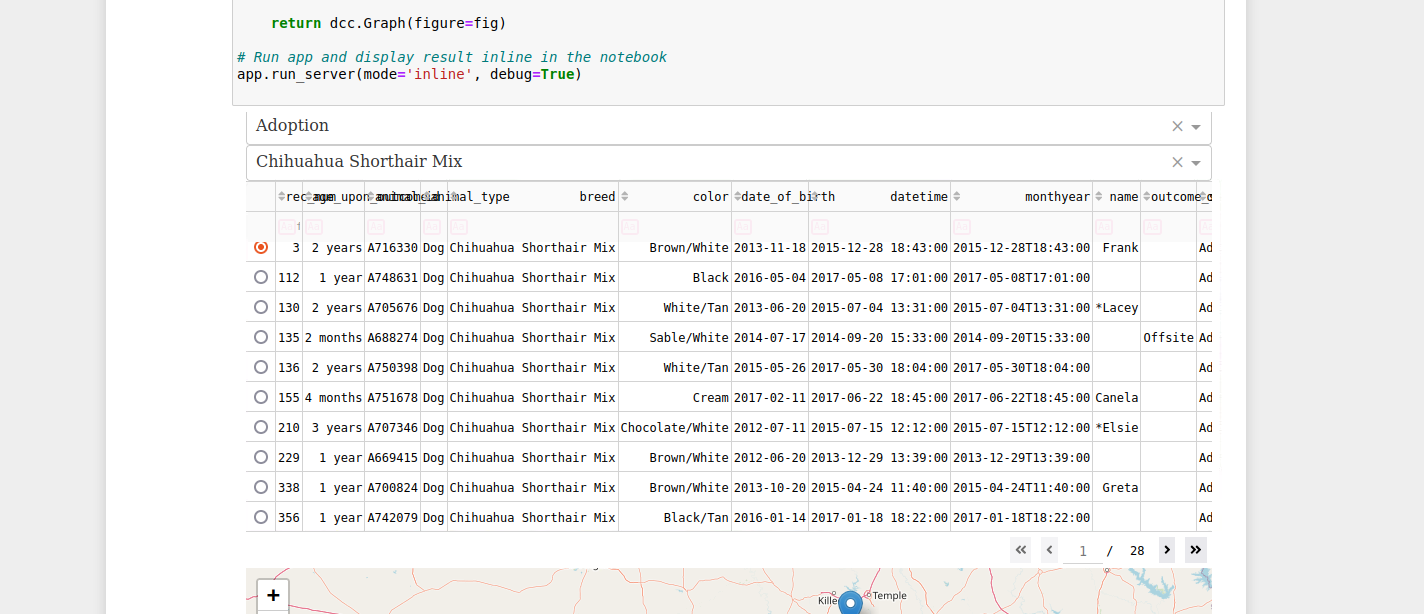 return dcc.Graph(figure=fig)
# Run app and display result inline in the notebook
app.run_server(mode='inline', debug=True)
Adoption
Chihuahua Shorthair Mix
breed color date_of_birth datetime monthyear name
3 2 years A716330 Dog Chihuahua Shorthair Mix Brown/White 2013-11-18 2015-12-28 18:43:00 2015-12-28T18:43:00 Frank Ad
112 1 year A748631 Dog Chihuahua Shorthair Mix Black 2016-05-04 2017-05-08 17:01:00 2017-05-08T17:01:00 Ad
130 2 years A705676 Dog Chihuahua Shorthair Mix White/Tan 2013-06-20 2015-07-04 13:31:00 2015-07-04T13:31:00 *Lacey Ad
135 2 months A688274 Dog Chihuahua Shorthair Mix Sable/White 2014-07-17 2014-09-20 15:33:00 2014-09-20T15:33:00 Offsite Ad
136 2 years A750398 Dog Chihuahua Shorthair Mix White/Tan 2015-05-26 2017-05-30 18:04:00 2017-05-30T18:04:00 Ad
155 4 months A751678 Dog Chihuahua Shorthair Mix Cream 2017-02-11 2017-06-22 18:45:00 2017-06-22T18:45:00 Canela Ad
210 3 years A707346 Dog Chihuahua Shorthair Mix Chocolate/White 2012-07-11 2015-07-15 12:12:00 2015-07-15T12:12:00 *Elsie Ad
229 1 year A669415 Dog Chihuahua Shorthair Mix Brown/White 2012-06-20 2013-12-29 13:39:00 2013-12-29T13:39:00 Ad
338 1 year A700824 Dog Chihuahua Shorthair Mix Brown/White 2013-10-20 2015-04-24 11:40:00 2015-04-24T11:40:00 Greta Ad
356 1 year A742079 Dog Chihuahua Shorthair Mix Black/Tan 2016-01-14 2017-01-18 18:22:00 2017-01-18T18:22:00 Ad
1 / 28
+
Kille Temple